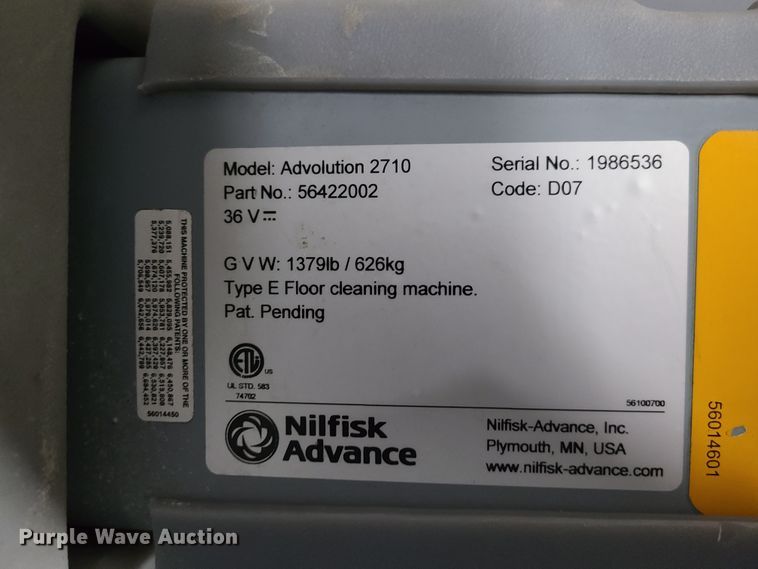 Model: Advolution 2710
Serial No.: 1986536
Part No.: 56422002
Code: D07
36 V
G V W: 1379lb / 626kg
Type E Floor cleaning machine.
Pat. Pending
ETL
US
UL STD. 583
74702
56100700
Nilfisk
Advance
Nilfisk-Advance, Inc.
Plymouth, MN, USA
www.nilfisk-advance.com
THIS MACHINE PROTECTED BY ONE OR MORE OF THE
FOLLOWING PATENTS:
56014450
56014601
Purple Wave Auction